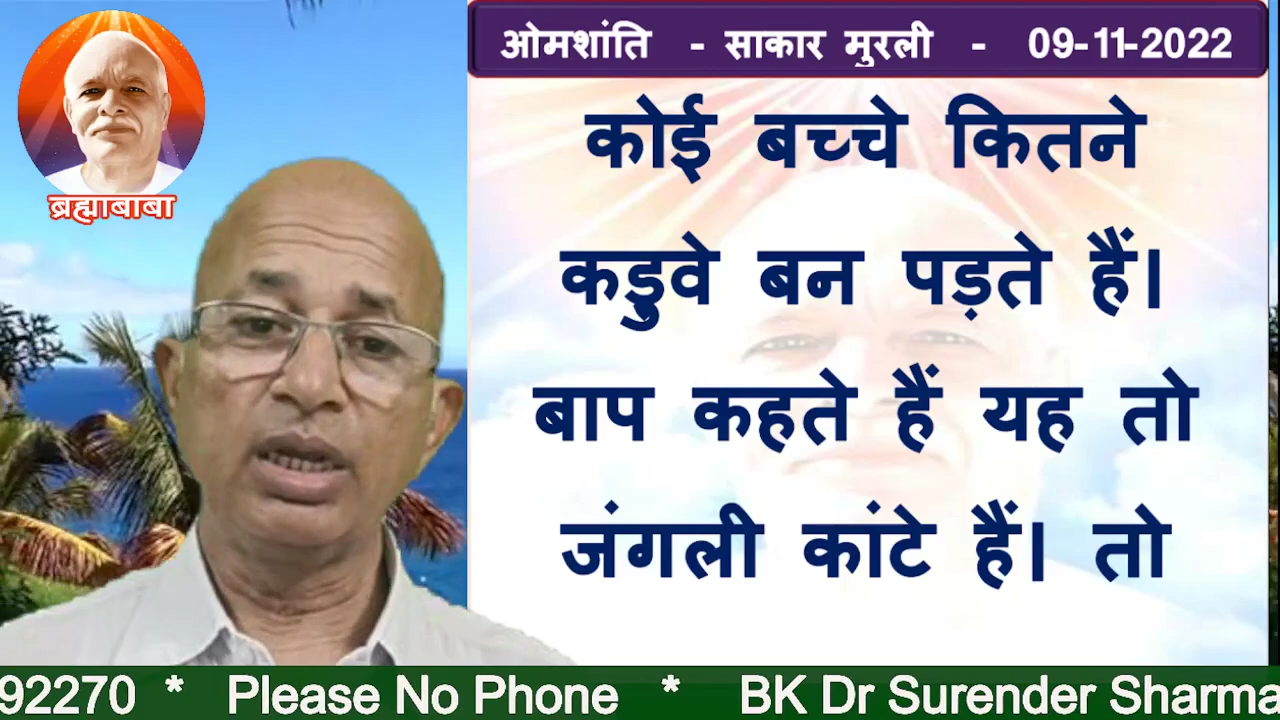 ब्रह्माबाबा
ओमशांति - साकार मुरली - 09-11-2022
कोई बच्चे कितने
कड़ुवे बन पड़ते हैं।
बाप कहते हैं यह तो
जंगली कांटे हैं। तो
92270 * Please No Phone * BK Dr Surender Sharma